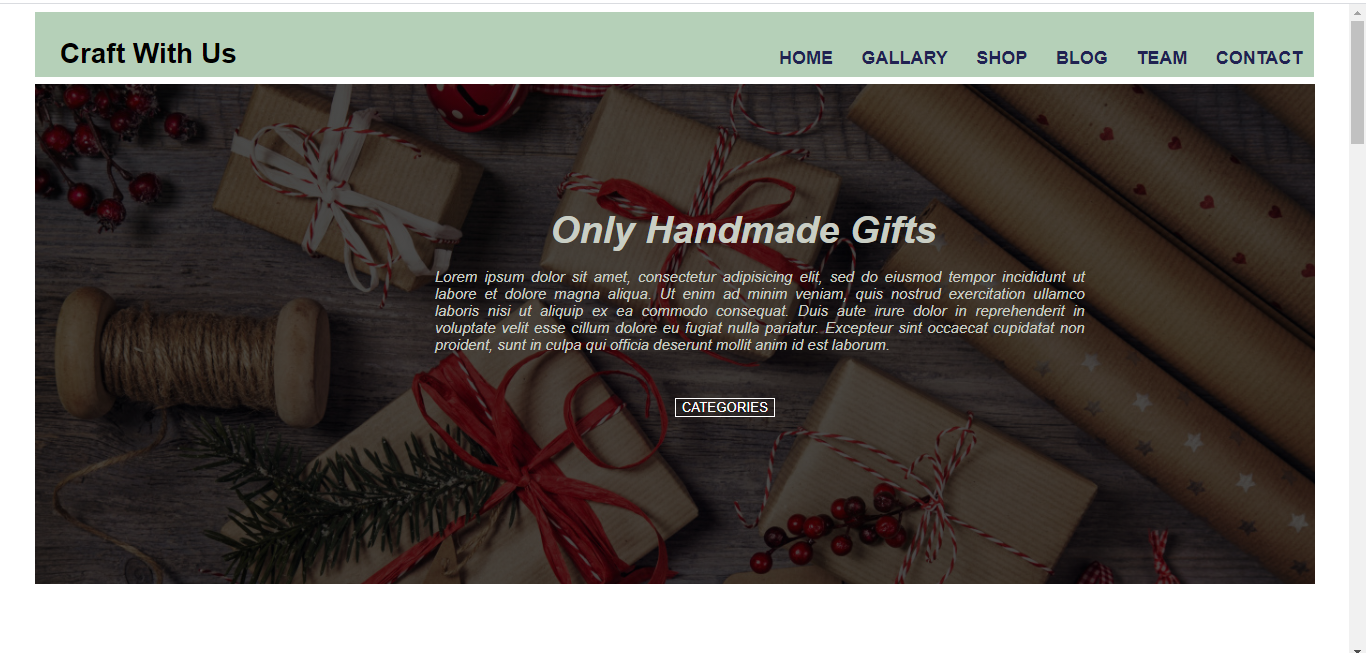 Craft With Us
HOME GALLARY SHOP BLOG TEAM CONTACT
Only Handmade Gifts
Lorem ipsum dolor sit amet, consectetur adipisicing elit, sed do eiusmod tempor incididunt ut
labore et dolore magna aliqua. Ut enim ad minim veniam, quis nostrud exercitation ullamco
laboris nisi ut aliquip ex ea commodo consequat. Duis aute irure dolor in reprehenderit in
voluptate velit esse cillum dolore eu fugiat nulla pariatur. Excepteur sint occaecat cupidatat non
proident, sunt in culpa qui officia deserunt mollit anim id est laborum.
CATEGORIES